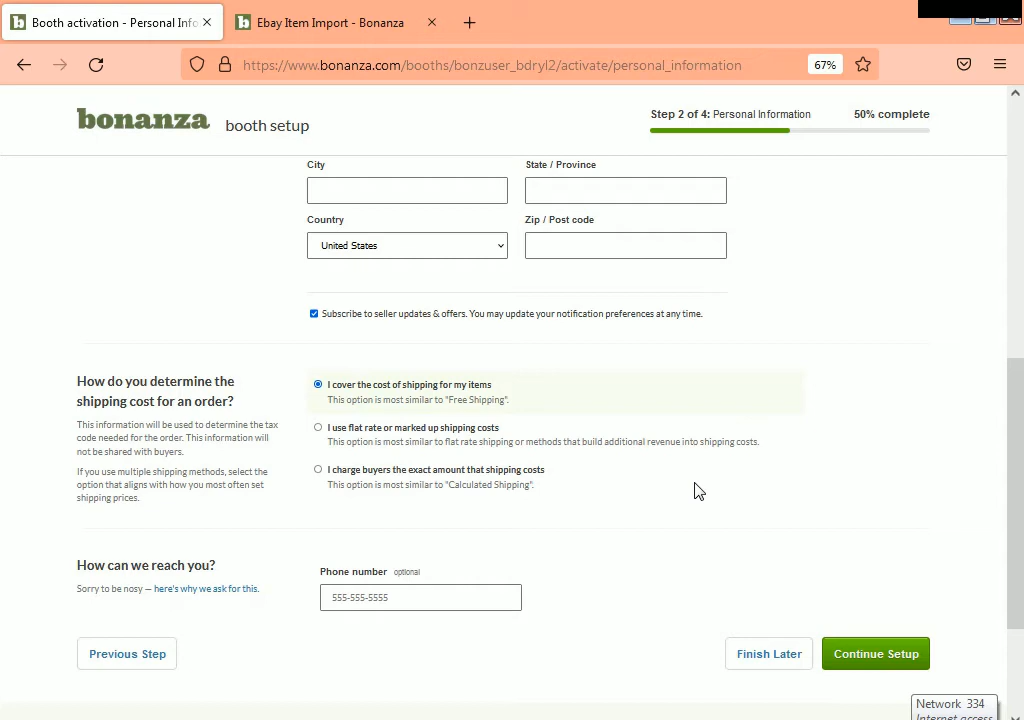 Booth activation - Personal Info
Ebay Item Import - Bonanza
https://www.bonanza.com/booths/bonzuser_bdryl2/activate/personal_information
67%
bonanza
booth setup
Step 2 of 4: Personal Information
50% complete
City
State / Province
Country
Zip / Post code
United States
Subscribe to seller updates & offers. You may update your notification preferences at any time.
How do you determine the
shipping cost for an order?
This information will be used to determine the tax
code needed for the order. This information will
not be shared with buyers.
If you use multiple shipping methods, select the
option that aligns with how you most often set
shipping prices.
I cover the cost of shipping for my items
This option is most similar to "Free Shipping".
I use flat rate or marked up shipping costs
This option is most similar to flat rate shipping or methods that build additional revenue into shipping costs.
I charge buyers the exact amount that shipping costs
This option is most similar to "Calculated Shipping".
How can we reach you?
Sorry to be nosy — here's why we ask for this.
Phone number optional
555-555-5555
Previous Step
Finish Later
Continue Setup
Network 334
Internet access